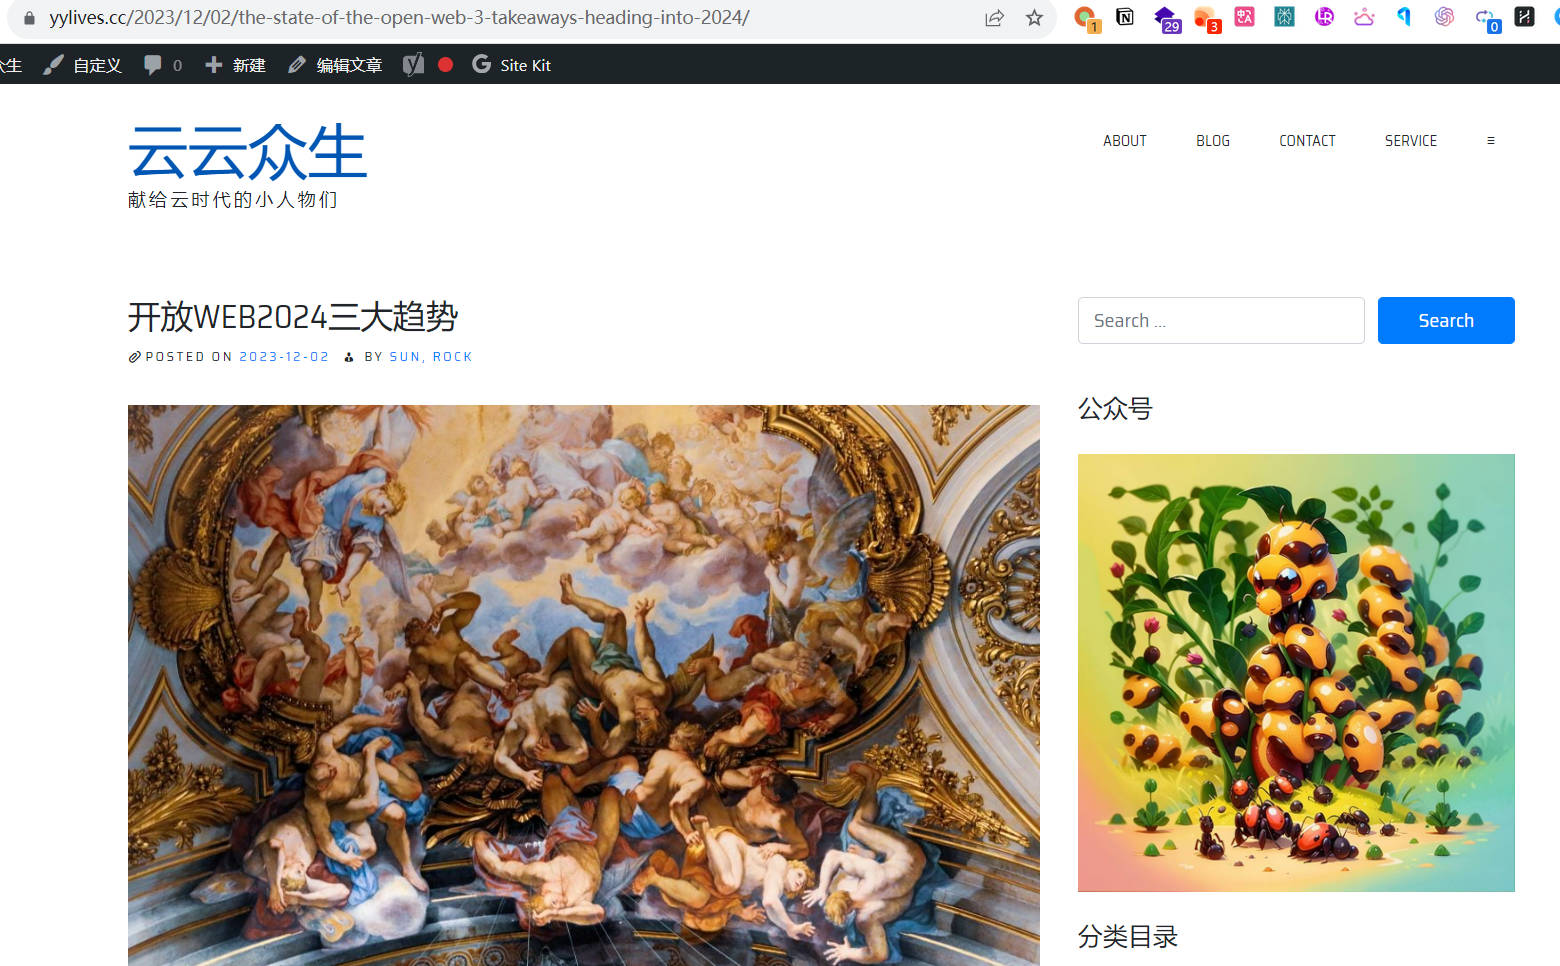 yylives.cc/2023/12/02/the-state-of-the-open-web-3-takeaways-heading-into-2024/
1
29
3
0
众生
自定义
0
新建
编辑文章
Site Kit
云云众生
献给云时代的小人物们
ABOUT
BLOG
CONTACT
SERVICE
开放WEB2024三大趋势
POSTED ON 2023-12-02 BY SUN, ROCK
Search ...
Search
公众号
分类目录